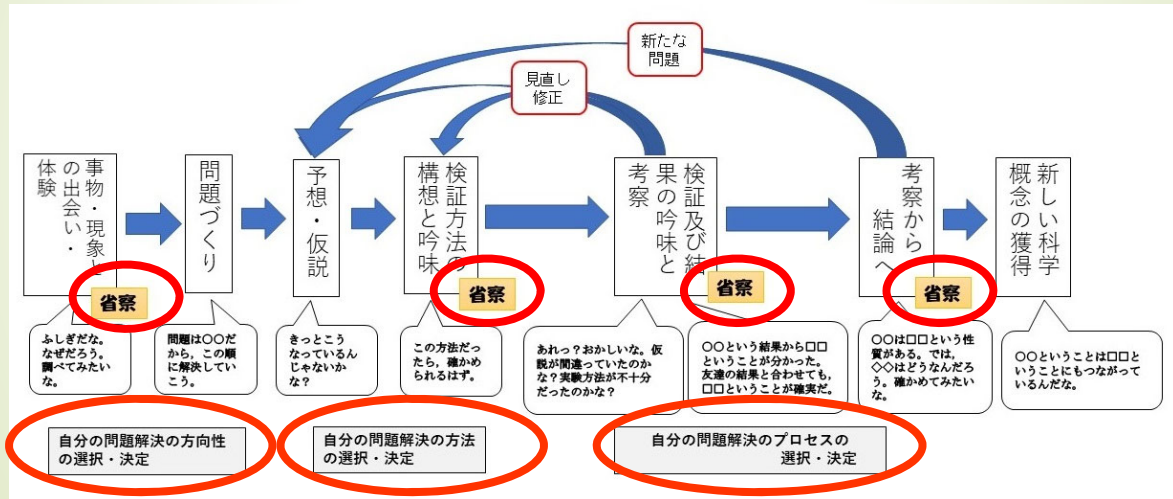 新たな
問題
見直し
修正
事物・現象と
の出会い・
体験
問題づくり
予想・仮説
検証方法の
構想と吟味
検証及び結
果の吟味と
考察
考察から
結論へ
新しい科学
概念の獲得
省察
省察
省察
省察
ふしぎだな。
なぜだろう。
調べてみたい
な。
問題は○○だ
から、この順
に解決してい
こう。
きっとこう
なっているん
じゃないか
な？
この方法だっ
たら、確かめ
られるはず。
あれっ？おかしいな。仮
説が間違っていたのか
な？実験方法が不十分
だったのかな？
○○という結果から□□
ということが分かった。
友達の結果と合わせても、
□□ということが確実だ。
○○は□□という性
質がある。では、
◇◇はどうなんだろ
う。確かめてみたい
な。
○○ということは□□と
いうことにもつながって
いるんだな。
自分の問題解決の方向性
の選択・決定
自分の問題解決の方法
の選択・決定
自分の問題解決のプロセスの
選択・決定